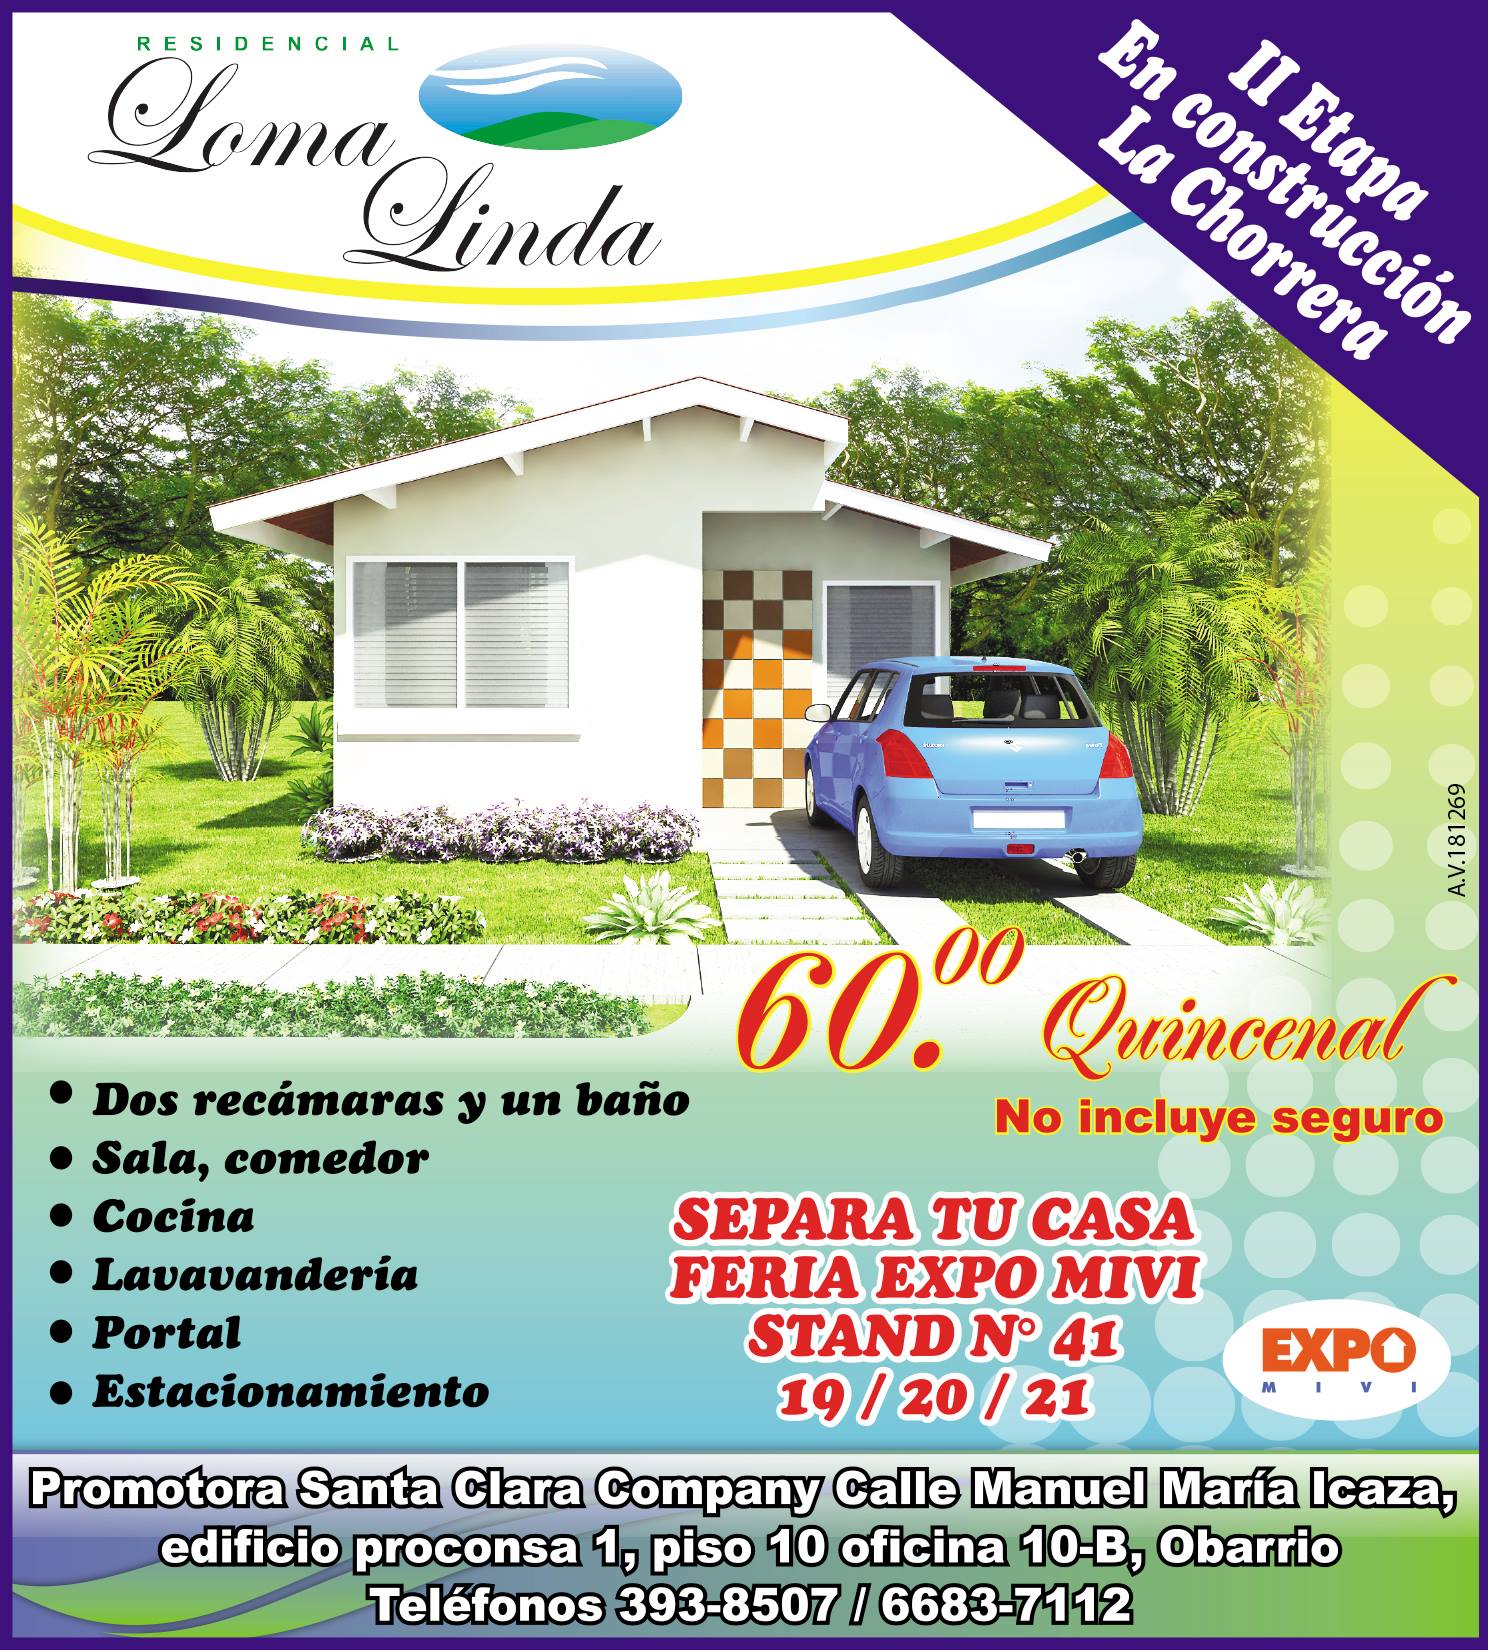 RESIDENCIAL
Loma
Linda
II Etapa
En construcción
La Chorrera
SUZUKI
SWIFT
A.V.181269
60.00 Quincenal
No incluye seguro
• Dos recámaras y un baño
• Sala, comedor
• Cocina
• Lavavandería
• Portal
• Estacionamiento
SEPARA TU CASA
FERIA EXPO MIVI
STAND N° 41
19 / 20 / 21
EXPO
MIVI
Promotora Santa Clara Company Calle Manuel María Icaza,
edificio proconsa 1, piso 10 oficina 10-B, Obarrio
Teléfonos 393-8507 / 6683-7112